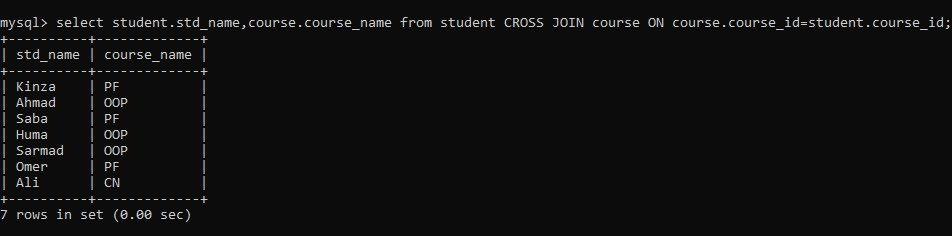 mysql> select student.std_name,course.course_name from student CROSS JOIN course ON course.course_id=student.course_id;
+----------+-------------+
| std_name | course_name |
+----------+-------------+
| Kinza    | PF          |
| Ahmad    | OOP         |
| Saba     | PF          |
| Huma     | OOP         |
| Sarmad   | OOP         |
| Omer     | PF          |
| Ali      | CN          |
+----------+-------------+
7 rows in set (0.00 sec)